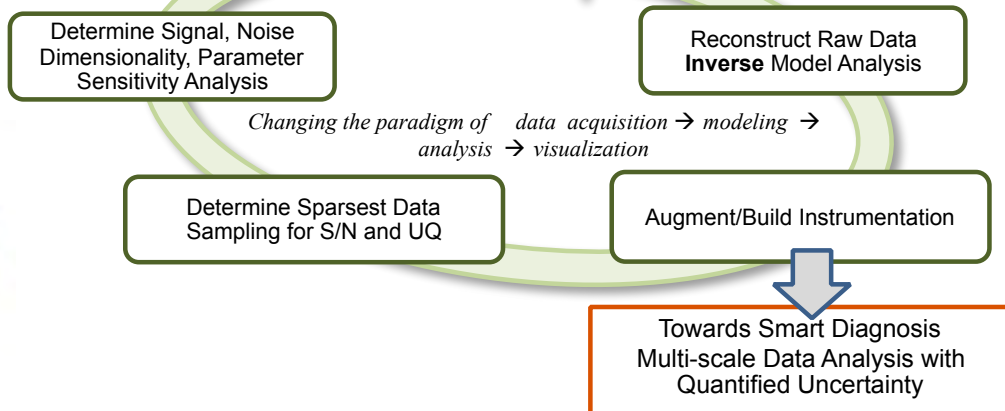 Determine Signal, Noise
Dimensionality, Parameter
Sensitivity Analysis
Reconstruct Raw Data
Inverse Model Analysis
Changing the paradigm of data acquisition → modeling →
analysis → visualization
Determine Sparsest Data
Sampling for S/N and UQ
Augment/Build Instrumentation
Towards Smart Diagnosis
Multi-scale Data Analysis with
Quantified Uncertainty